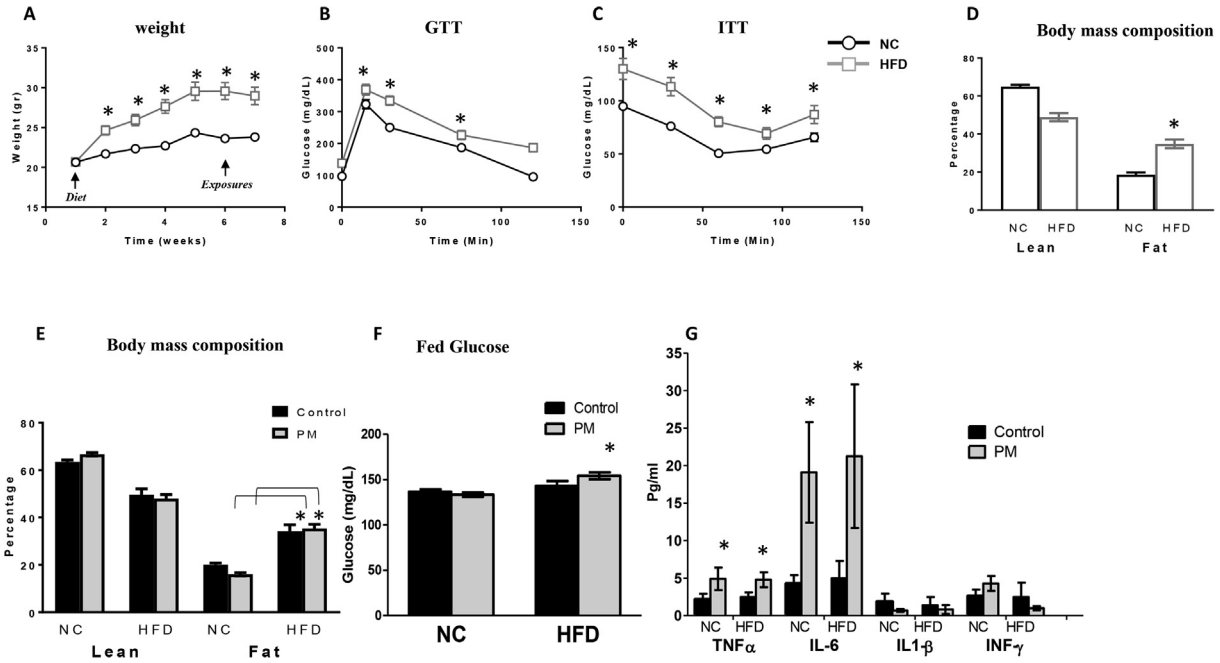 A
weight
Weight (gr)
35
30
25
20
15
* * * * * *
Diet
Exposures
0 2 4 6 8
Time (weeks)
B
GTT
Glucose (mg/dL)
500
400
300
200
100
0
* * *
0 50 100 150
Time (Min)
C
ITT
Glucose (mg/dL)
150
100
50
0
* * * * *
0 50 100 150
Time (Min)
NC
HFD
D
Body mass composition
Percentage
80
60
40
20
0
*
NC HFD NC HFD
Lean Fat
E
Body mass composition
Control
PM
Percentage
80
60
40
20
0
* *
NC HFD NC HFD
Lean Fat
F
Fed Glucose
Control
PM
Glucose (mg/dL)
200
150
100
50
0
*
NC HFD
G
Control
PM
Pg/ml
35
30
25
20
15
10
5
0
* * * *
NC HFD NC HFD NC HFD NC HFD
TNFα IL-6 IL1-β INF-γ